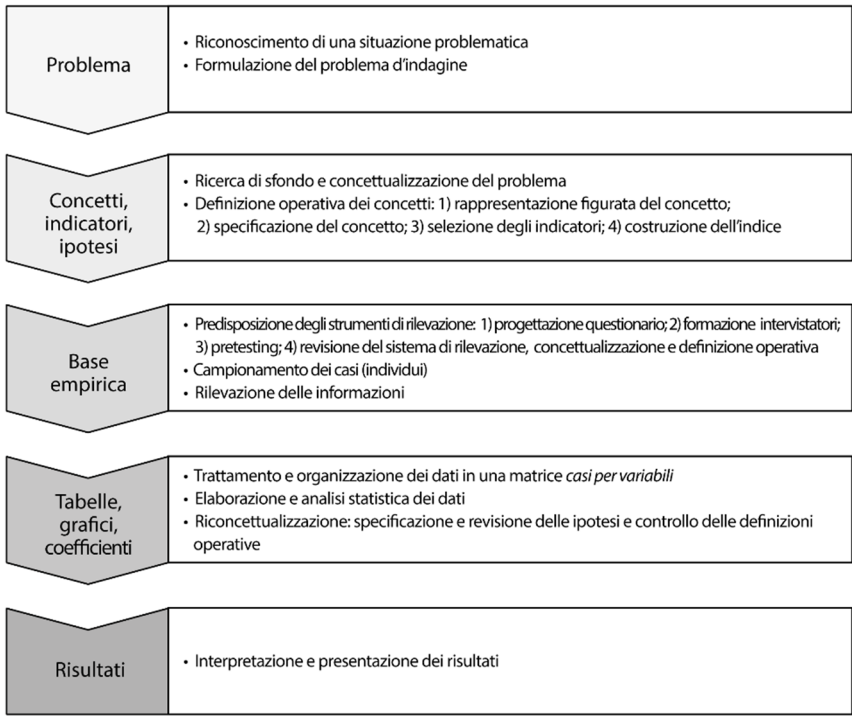 Problema
• Riconoscimento di una situazione problematica
• Formulazione del problema d'indagine
Concetti,
indicatori,
ipotesi
• Ricerca di sfondo e concettualizzazione del problema
• Definizione operativa dei concetti: 1) rappresentazione figurata del concetto;
2) specificazione del concetto; 3) selezione degli indicatori; 4) costruzione dell'indice
Base
empirica
• Predisposizione degli strumenti di rilevazione: 1) progettazione questionario; 2) formazione intervistatori;
3) pretesting; 4) revisione del sistema di rilevazione, concettualizzazione e definizione operativa
• Campionamento dei casi (individui)
• Rilevazione delle informazioni
Tabelle,
grafici,
coefficienti
• Trattamento e organizzazione dei dati in una matrice casi per variabili
• Elaborazione e analisi statistica dei dati
• Riconcettualizzazione: specificazione e revisione delle ipotesi e controllo delle definizioni
operative
Risultati
• Interpretazione e presentazione dei risultati